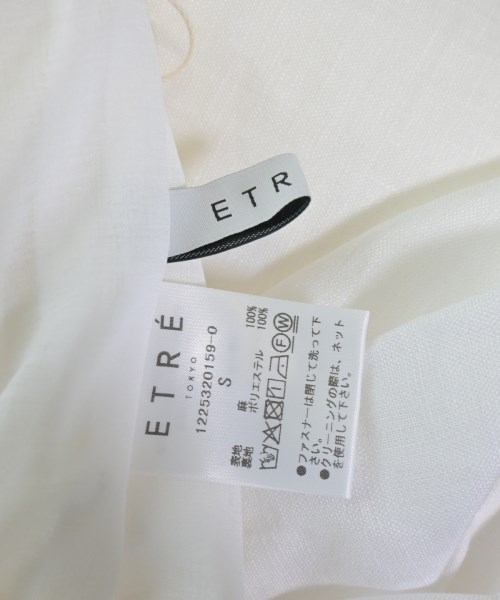 ETR
ETRÉ
TOKYO
1225320159-0
S
表地 麻 100%
裏地 ポリエステル 100%
●ファスナーは閉じて洗って下
さい。
●クリーニングの際は、ネット
を使用して下さい。